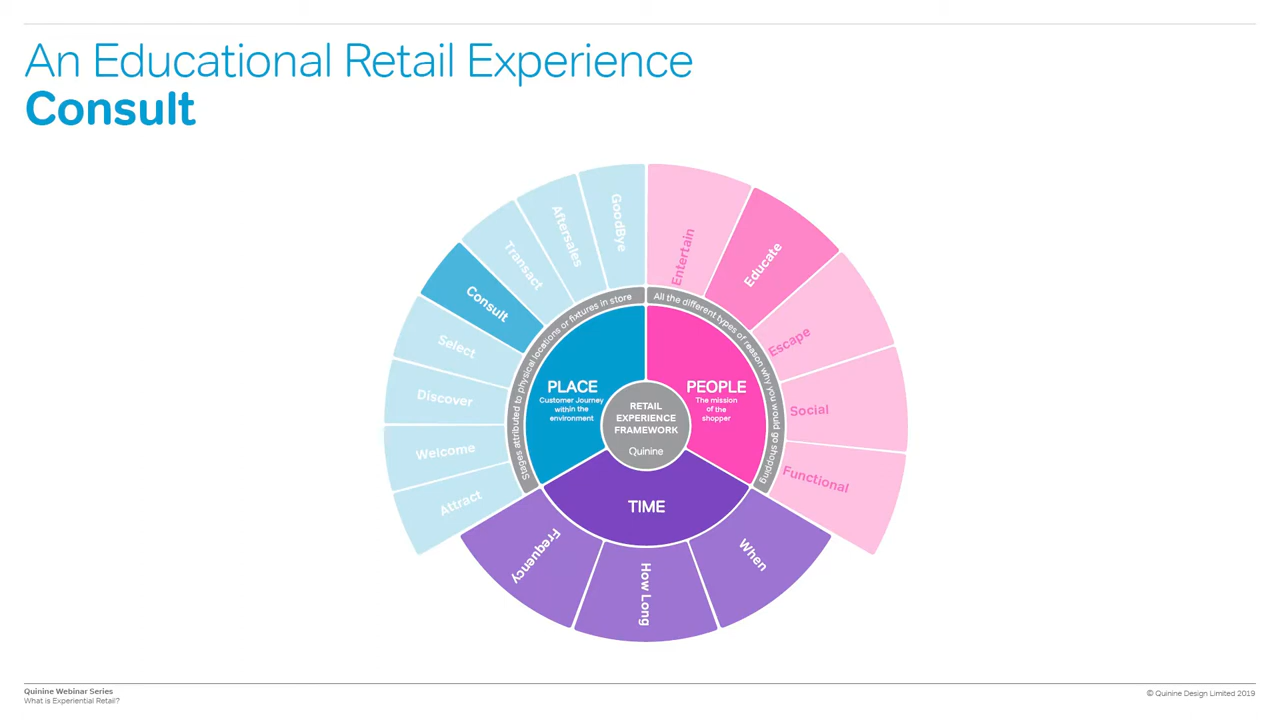 An Educational Retail Experience
Consult
GoodBye
Aftersales
Transact
Consult
Select
Discover
Welcome
Attract
Entertain
Educate
Escape
Social
Functional
Stages attributed to physical locations or fixtures in store
All the different types of reason why you would go shopping
PLACE
Customer Journey
within the
environment
PEOPLE
The mission
of the
shopper
RETAIL
EXPERIENCE
FRAMEWORK
Quinine
TIME
Frequency
How Long
When
Quinine Webinar Series
What is Experiential Retail?
© Quinine Design Limited 2019